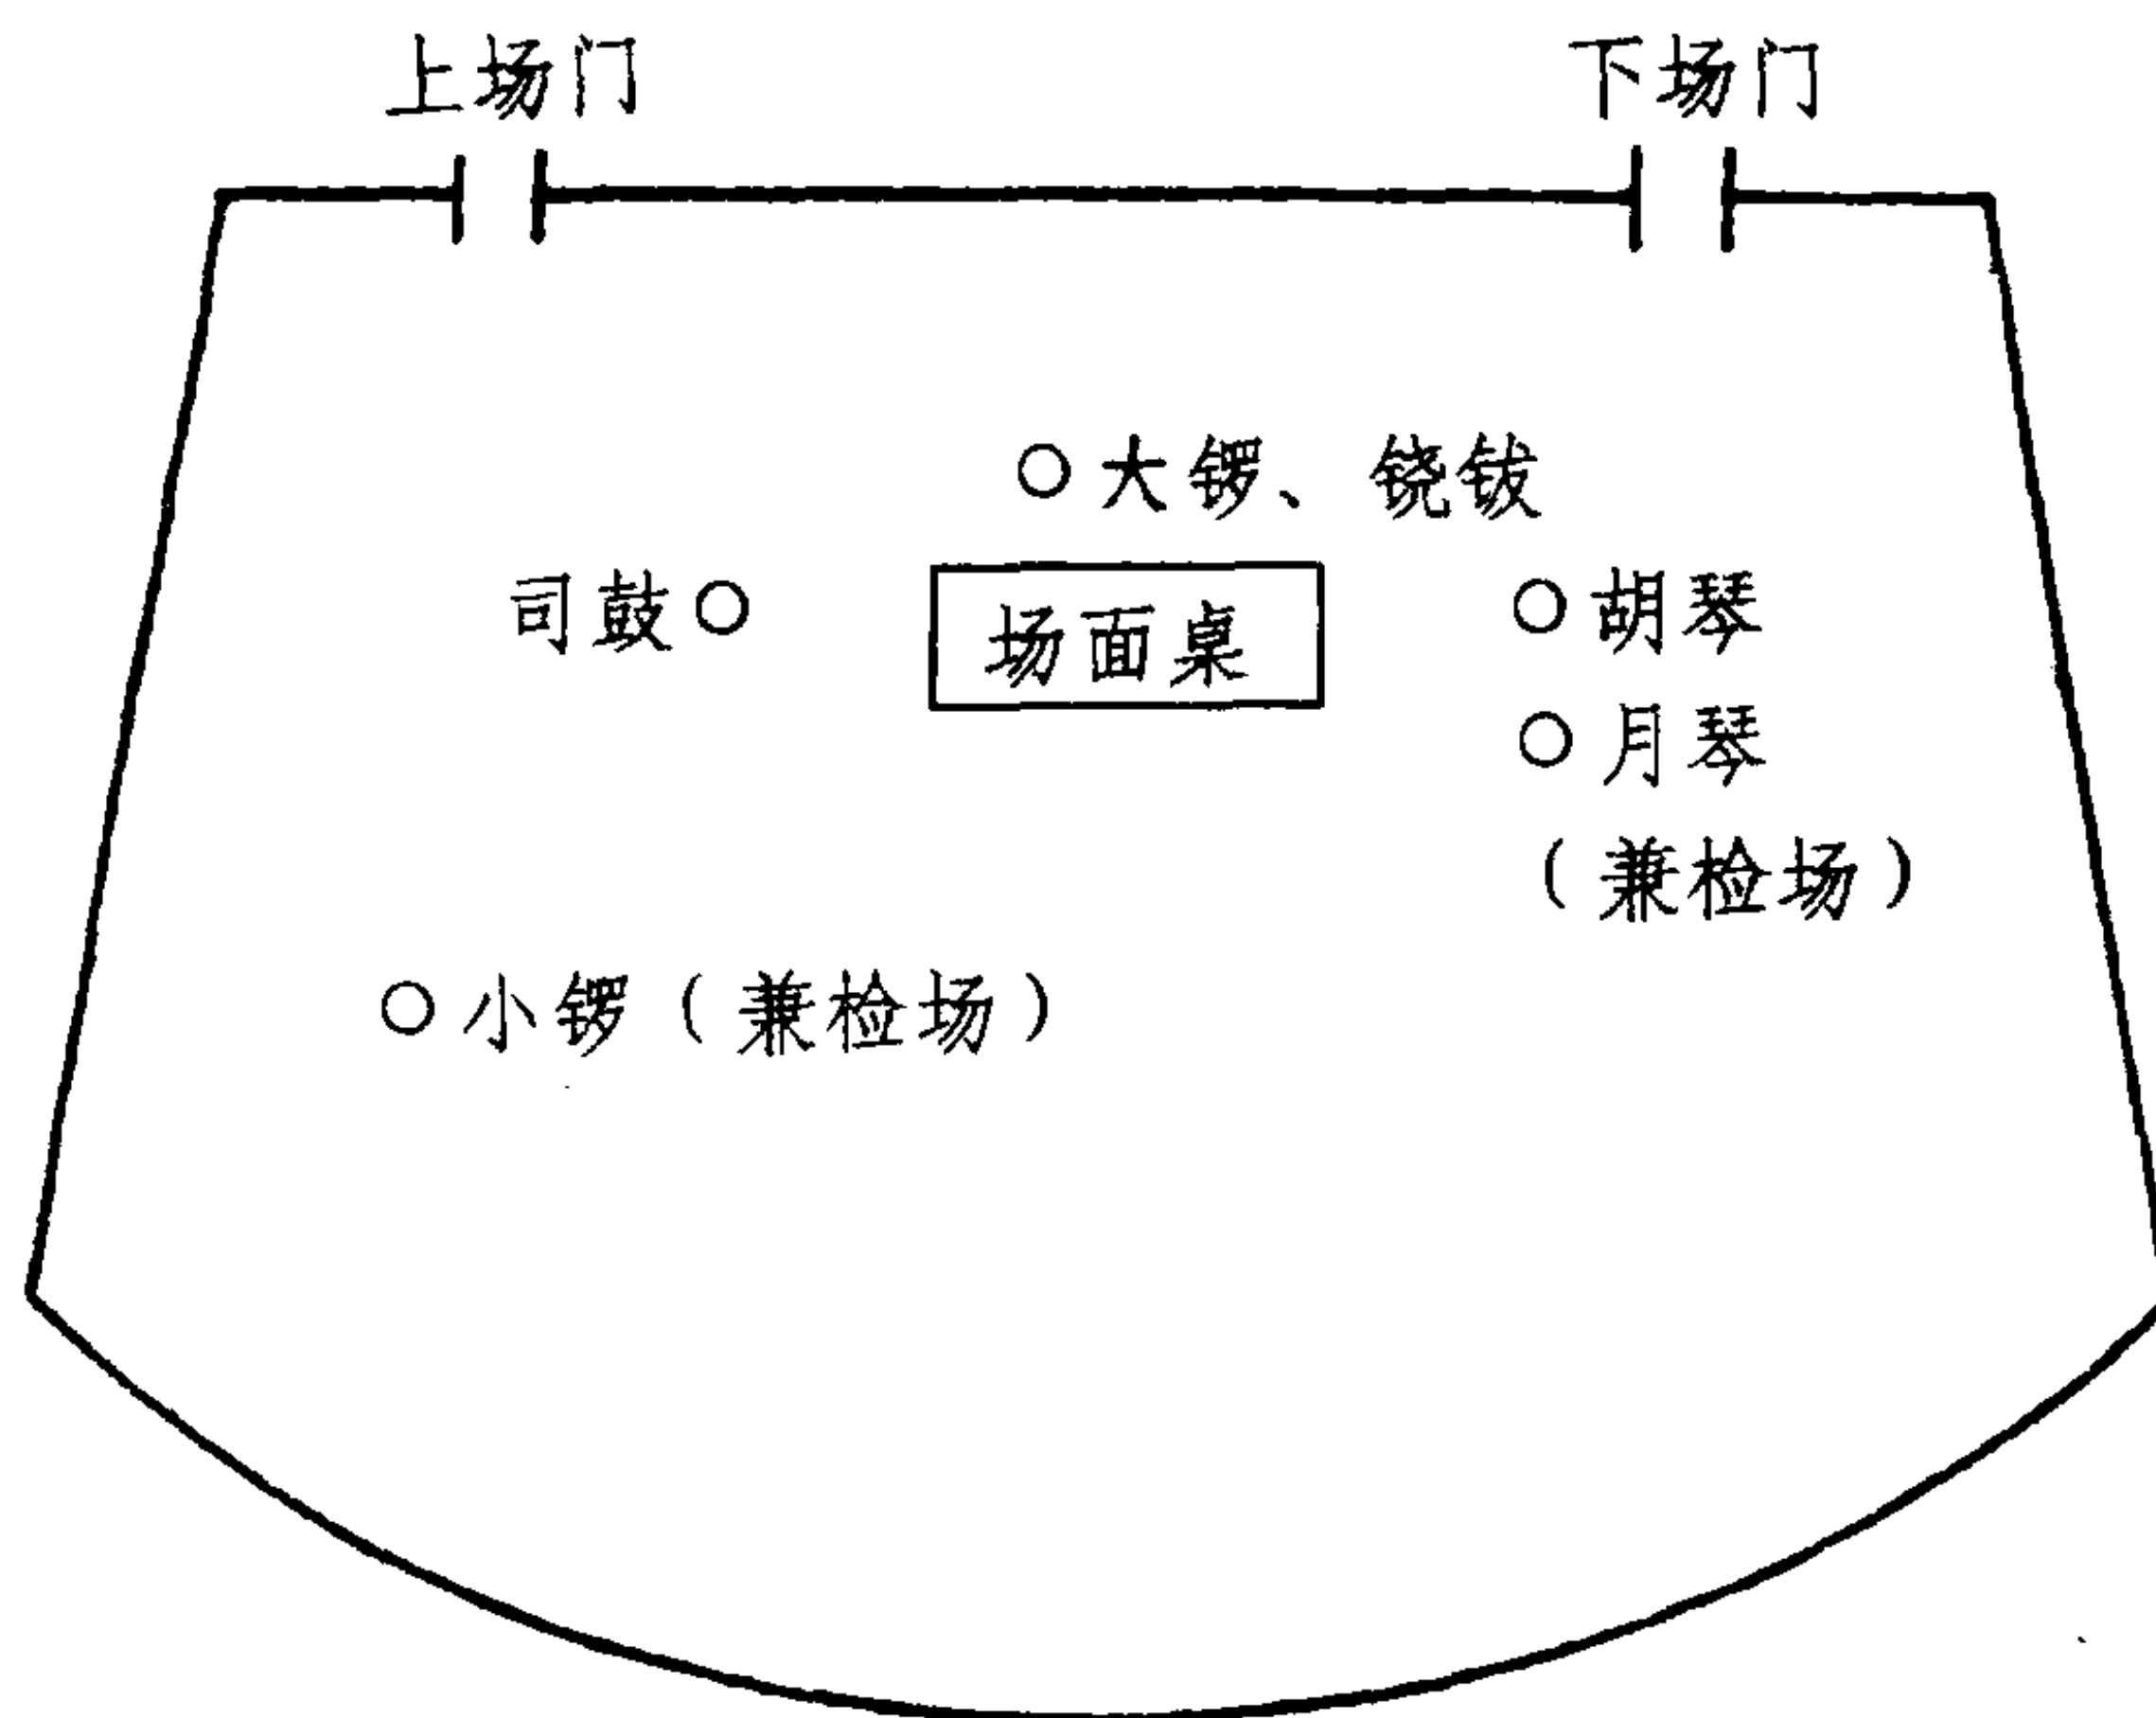 上场门 下场门
○大锣、铙钹
司鼓○ 场面桌 ○胡琴
○月琴
(兼检场)
○小锣(兼检场)